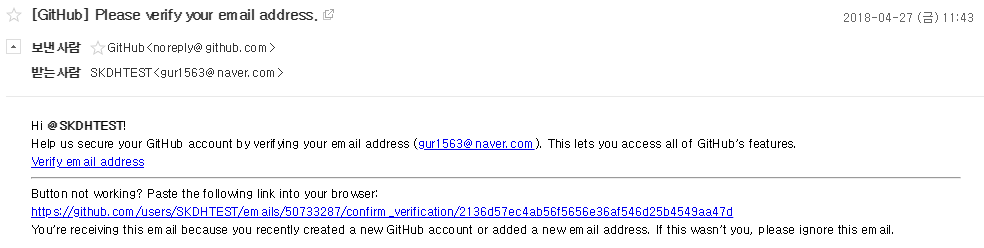 [GitHub] Please verify your email address.
2018-04-27 (금) 11:43
보낸사람 GitHub<noreply@github.com>
받는사람 SKDHTEST<gur1563@naver.com>
Hi @SKDHTEST!
Help us secure your GitHub account by verifying your email address (gur1563@naver.com). This lets you access all of GitHub's features.
Verify email address
Button not working? Paste the following link into your browser:
https://github.com/users/SKDHTEST/emails/50733287/confirm_verification/2136d57ec4ab56f5656e36af546d25b4549aa47d
You're receiving this email because you recently created a new GitHub account or added a new email address. If this wasn't you, please ignore this email.